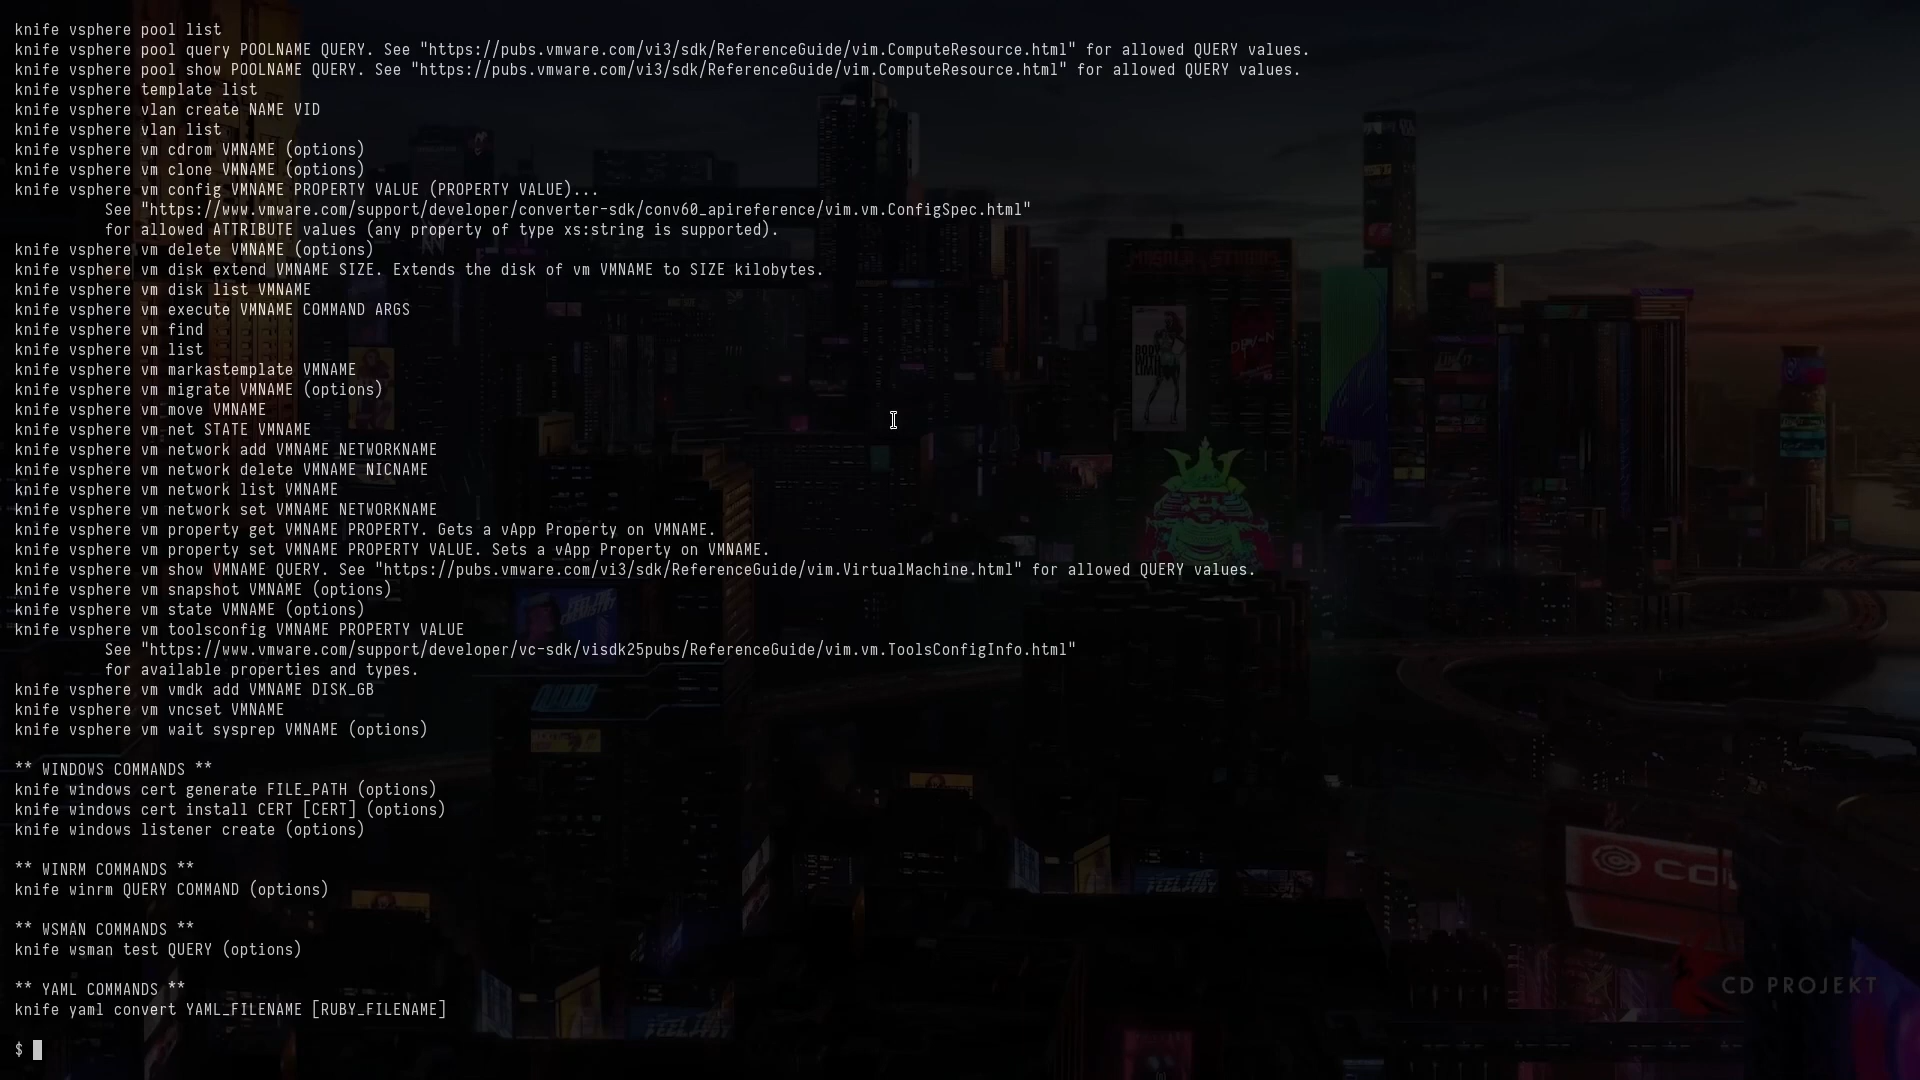 knife vsphere pool list
knife vsphere pool query POOLNAME QUERY. See "https://pubs.vmware.com/vi3/sdk/ReferenceGuide/vim.ComputeResource.html" for allowed QUERY values.
knife vsphere pool show POOLNAME QUERY. See "https://pubs.vmware.com/vi3/sdk/ReferenceGuide/vim.ComputeResource.html" for allowed QUERY values.
knife vsphere template list
knife vsphere vlan create NAME VID
knife vsphere vlan list
knife vsphere vm cdrom VMNAME (options)
knife vsphere vm clone VMNAME (options)
knife vsphere vm config VMNAME PROPERTY VALUE (PROPERTY VALUE)...
See "https://www.vmware.com/support/developer/converter-sdk/conv60_apireference/vim.vm.ConfigSpec.html"
for allowed ATTRIBUTE values (any property of type xs:string is supported).
knife vsphere vm delete VMNAME (options)
knife vsphere vm disk extend VMNAME SIZE. Extends the disk of vm VMNAME to SIZE kilobytes.
knife vsphere vm disk list VMNAME
knife vsphere vm execute VMNAME COMMAND ARGS
knife vsphere vm find
knife vsphere vm list
knife vsphere vm markastemplate VMNAME
knife vsphere vm migrate VMNAME (options)
knife vsphere vm move VMNAME
knife vsphere vm net STATE VMNAME
knife vsphere vm network add VMNAME NETWORKNAME
knife vsphere vm network delete VMNAME NICNAME
knife vsphere vm network list VMNAME
knife vsphere vm network set VMNAME NETWORKNAME
knife vsphere vm property get VMNAME PROPERTY. Gets a vApp Property on VMNAME.
knife vsphere vm property set VMNAME PROPERTY VALUE. Sets a vApp Property on VMNAME.
knife vsphere vm show VMNAME QUERY. See "https://pubs.vmware.com/vi3/sdk/ReferenceGuide/vim.VirtualMachine.html" for allowed QUERY values.
knife vsphere vm snapshot VMNAME (options)
knife vsphere vm state VMNAME (options)
knife vsphere vm toolsconfig VMNAME PROPERTY VALUE
See "https://www.vmware.com/support/developer/vc-sdk/visdk25pubs/ReferenceGuide/vim.vm.ToolsConfigInfo.html"
for available properties and types.
knife vsphere vm vmdk add VMNAME DISK_GB
knife vsphere vm vncset VMNAME
knife vsphere vm wait sysprep VMNAME (options)
** WINDOWS COMMANDS **
knife windows cert generate FILE_PATH (options)
knife windows cert install CERT [CERT] (options)
knife windows listener create (options)
** WINRM COMMANDS **
knife winrm QUERY COMMAND (options)
** WSMAN COMMANDS **
knife wsman test QUERY (options)
** YAML COMMANDS **
knife yaml convert YAML_FILENAME [RUBY_FILENAME]
$
CD PROJEKT